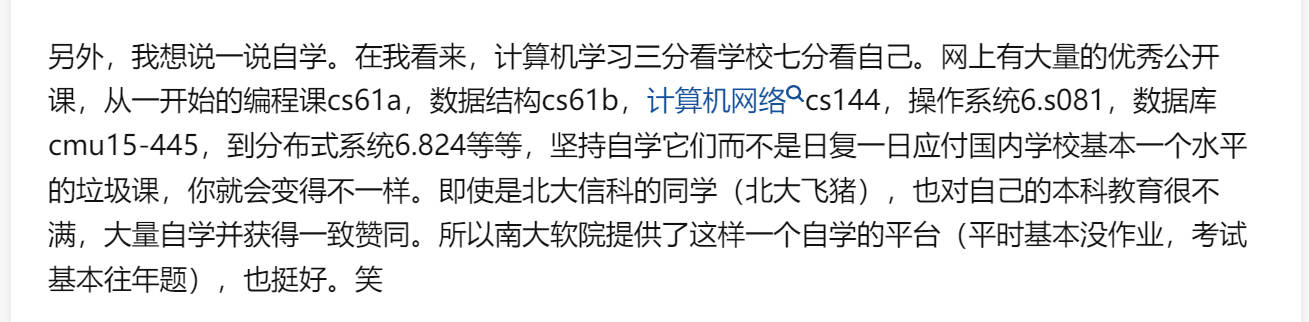 另外，我想说一说自学。在我看来，计算机学习三分看学校七分看自己。网上有大量的优秀公开
课，从一开始的编程课cs61a，数据结构cs61b，计算机网络cs144，操作系统6.s081，数据库
cmu15-445，到分布式系统6.824等等，坚持自学它们而不是日复一日应付国内学校基本一个水平
的垃圾课，你就会变得不一样。即使是北大信科的同学（北大飞猪），也对自己的本科教育很不
满，大量自学并获得一致赞同。所以南大软院提供了这样一个自学的平台（平时基本没作业，考试
基本往年题），也挺好。笑